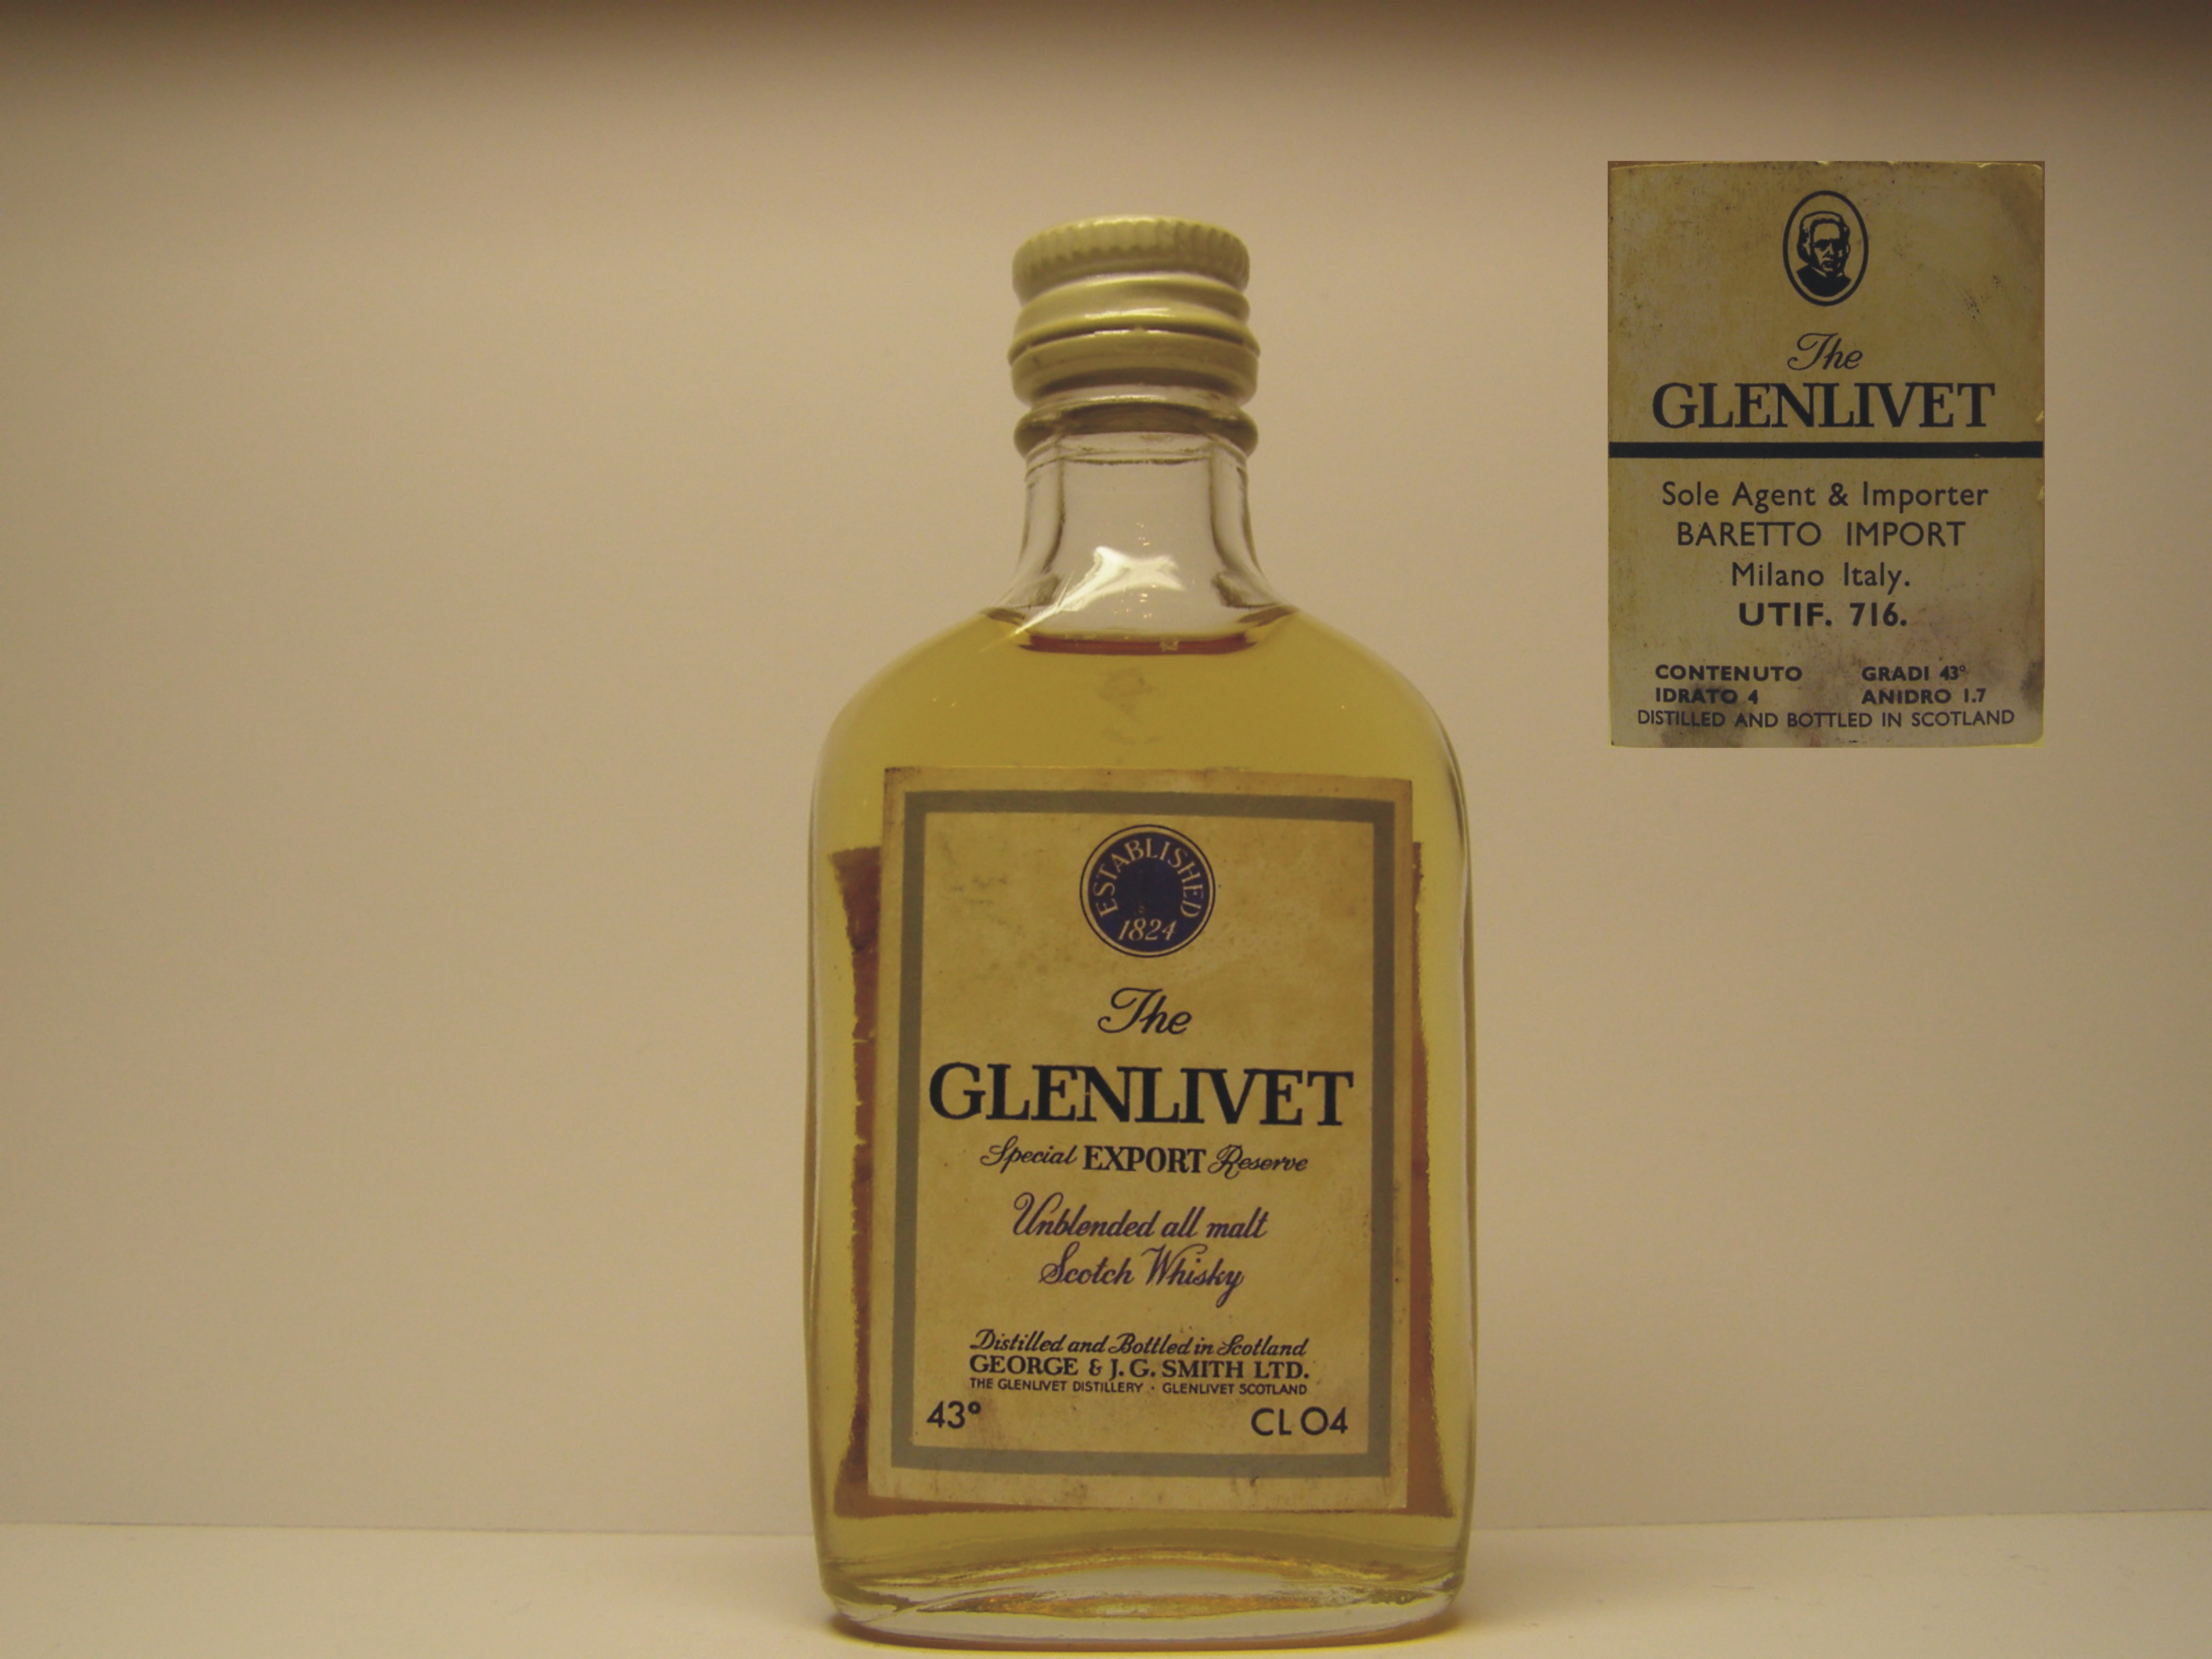 ESTABLISHED
1824
The
GLENLIVET
Special EXPORT Reserve
Unblended all malt
Scotch Whisky
Distilled and Bottled in Scotland
GEORGE & J. G. SMITH LTD.
THE GLENLIVET DISTILLERY · GLENLIVET SCOTLAND
43° CL 04
The
GLENLIVET
Sole Agent & Importer
BARETTO IMPORT
Milano Italy.
UTIF. 716.
CONTENUTO GRADI 43°
IDRATO 4 ANIDRO 1.7
DISTILLED AND BOTTLED IN SCOTLAND